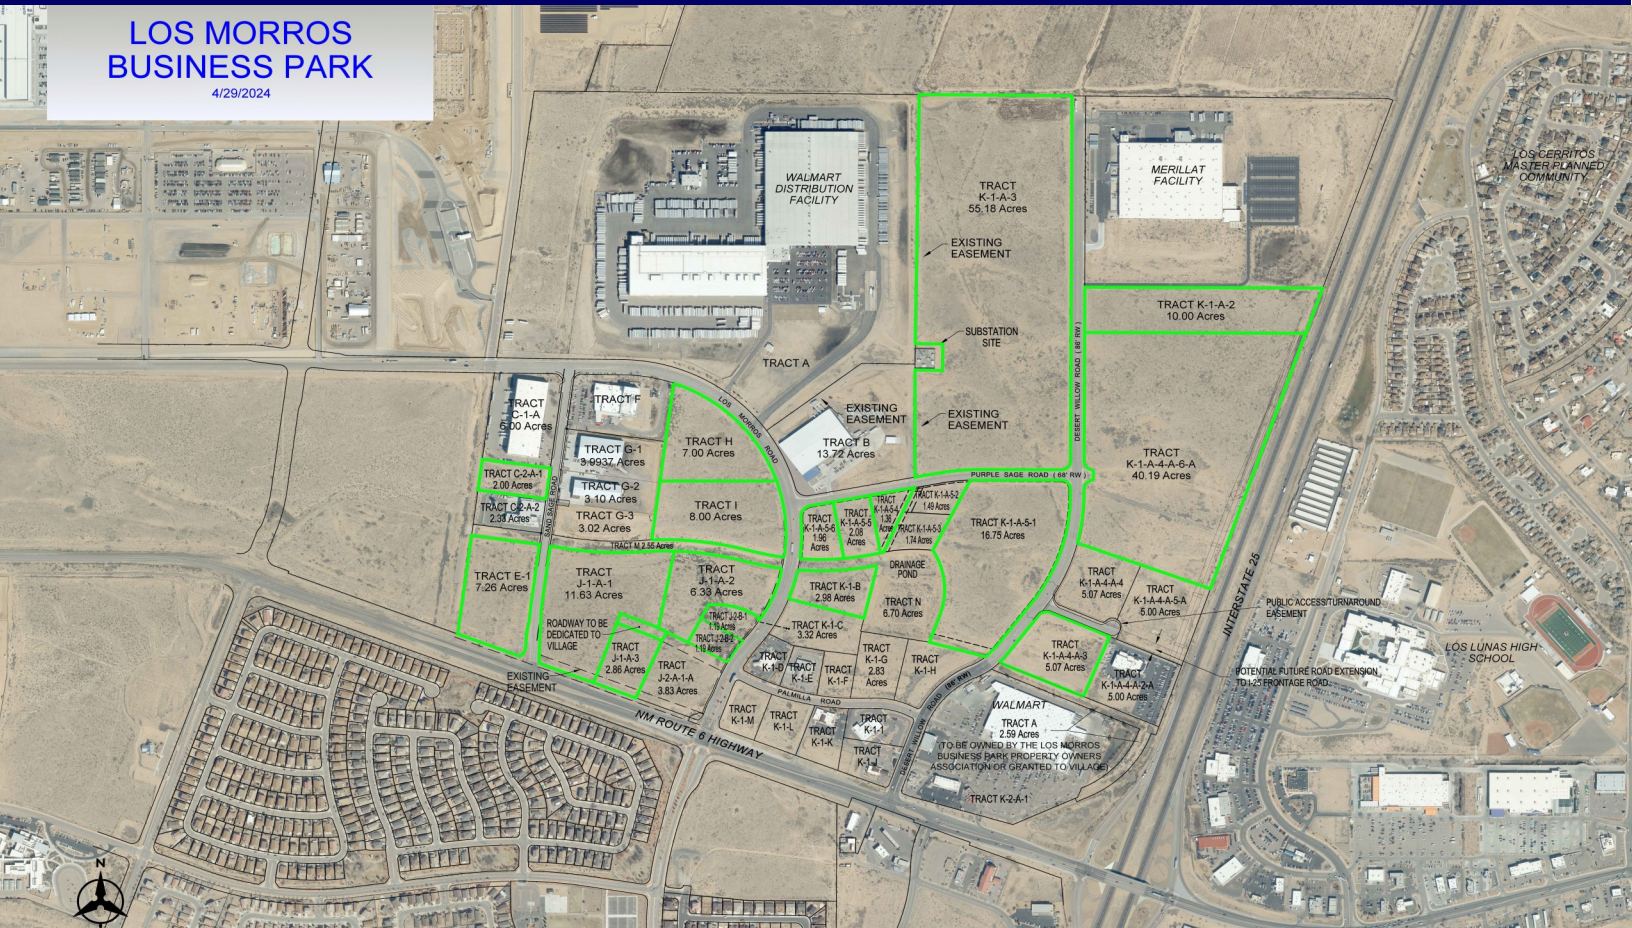 LOS MORROS
BUSINESS PARK
4/29/2024
WALMART
DISTRIBUTION
FACILITY
TRACT
K-1-A-3
55.18 Acres
MERILLAT
FACILITY
LOS CERRITOS
MASTER PLANNED
COMMUNITY
EXISTING
EASEMENT
TRACT K-1-A-2
10.00 Acres
SUBSTATION
SITE
DESERT WILLOW ROAD ( 86' RW )
TRACT A
TRACT
C-1-A
6.00 Acres
TRACT F
LOS MORROS ROAD
EXISTING
EASEMENT
EXISTING
EASEMENT
TRACT H
7.00 Acres
TRACT B
13.72 Acres
TRACT G-1
3.9937 Acres
TRACT
K-1-A-4-A-6-A
40.19 Acres
TRACT C-2-A-1
2.00 Acres
TRACT G-2
3.10 Acres
PURPLE SAGE ROAD ( 68' RW )
SAND SAGE ROAD
TRACT C-2-A-2
2.33 Acres
TRACT G-3
3.02 Acres
TRACT I
8.00 Acres
TRACT
K-1-A-5-6
1.96
Acres
TRACT
K-1-A-5-5
2.08
Acres
TRACT
K-1-A-5-4
1.36
Acres
TRACT K-1-A-5-2
1.49 Acres
TRACT K-1-A-5-3
1.74 Acres
TRACT K-1-A-5-1
16.75 Acres
TRACT M 2.55 Acres
TRACT E-1
7.26 Acres
TRACT
J-1-A-1
11.63 Acres
TRACT
J-1-A-2
6.33 Acres
DRAINAGE
POND
TRACT K-1-B
2.98 Acres
TRACT N
6.70 Acres
TRACT
K-1-A-4-A-4
5.07 Acres
TRACT
K-1-A-4-A-5-A
5.00 Acres
INTERSTATE 25
PUBLIC ACCESS/TURNAROUND
EASEMENT
ROADWAY TO BE
DEDICATED TO
VILLAGE
TRACT J-2-B-1
1.19 Acres
TRACT J-2-B-2
1.19 Acres
TRACT K-1-C
3.32 Acres
TRACT
J-1-A-3
2.86 Acres
TRACT
J-2-A-1-A
3.83 Acres
TRACT
K-1-D
TRACT
K-1-E
TRACT
K-1-F
TRACT
K-1-G
2.83
Acres
TRACT
K-1-H
TRACT
K-1-A-4-A-3
5.07 Acres
TRACT
K-1-A-4-A-2-A
5.00 Acres
LOS LUNAS HIGH
SCHOOL
POTENTIAL FUTURE ROAD EXTENSION
TO I-25 FRONTAGE ROAD
EXISTING
EASEMENT
PALMILLA ROAD
NM ROUTE 6 HIGHWAY
TRACT
K-1-M
TRACT
K-1-L
TRACT
K-1-K
TRACT
K-1-1
TRACT
K-1-J
DESERT WILLOW ROAD (86' RW)
WALMART
TRACT A
2.59 Acres
(TO BE OWNED BY THE LOS MORROS
BUSINESS PARK PROPERTY OWNERS
ASSOCIATION OR GRANTED TO VILLAGE)
TRACT K-2-A-1
N